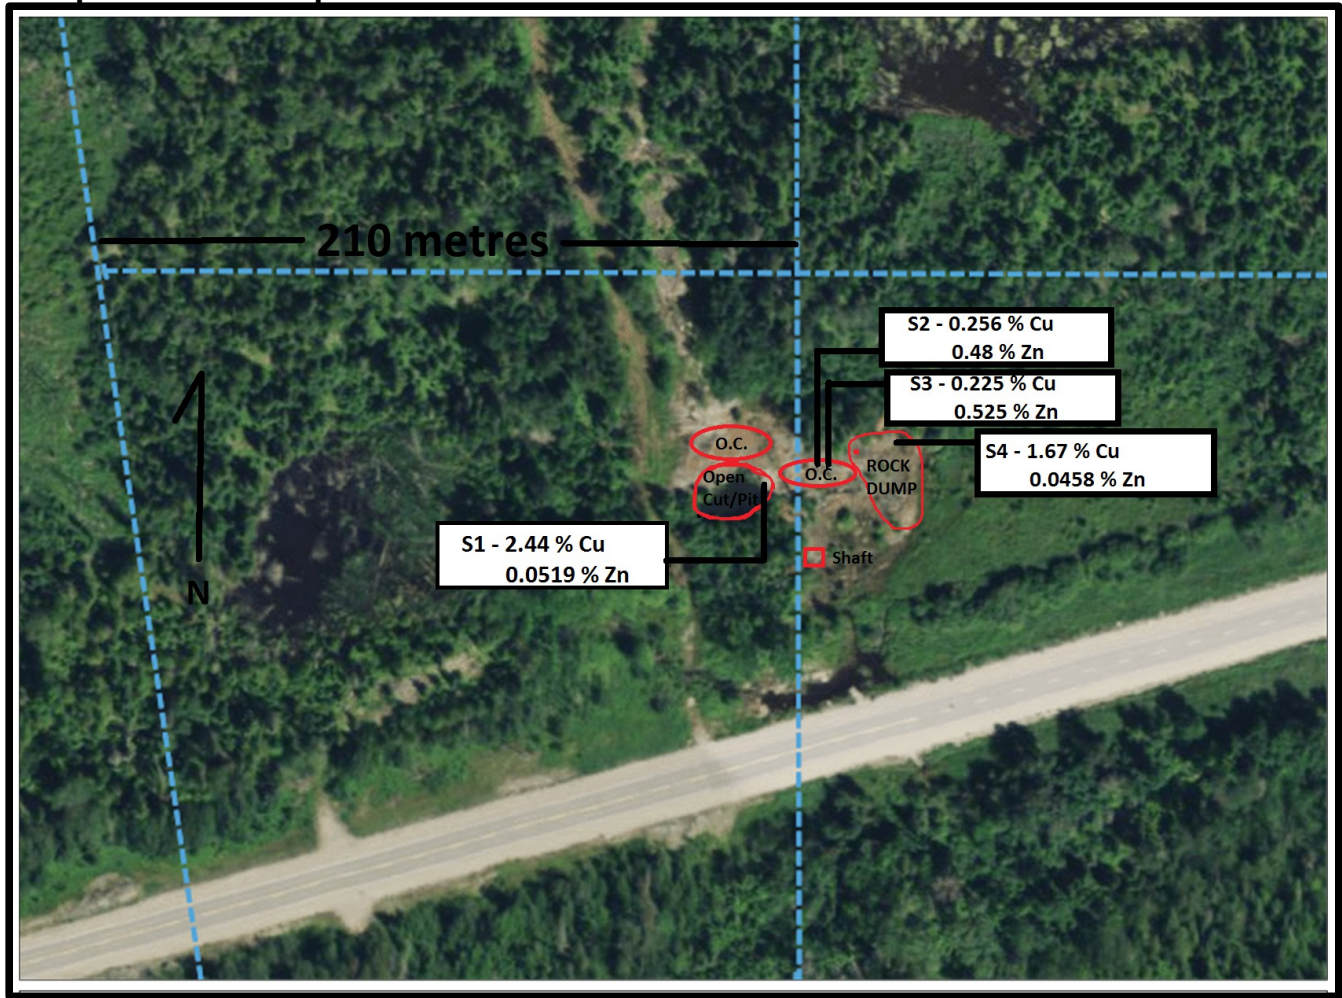 210 metres
S2 - 0.256 % Cu
0.48 % Zn
S3 - 0.225 % Cu
0.525 % Zn
S4 - 1.67 % Cu
0.0458 % Zn
O.C.
O.C.
ROCK
DUMP
Open
Cut/Pit
S1 - 2.44 % Cu
0.0519 % Zn
Shaft
N